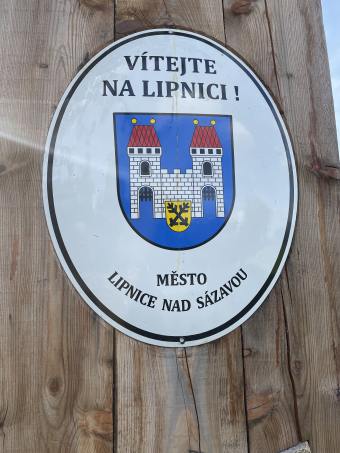 VÍTEJTE
NA LIPNICI !
MĚSTO
LIPNICE NAD SÁZAVOU